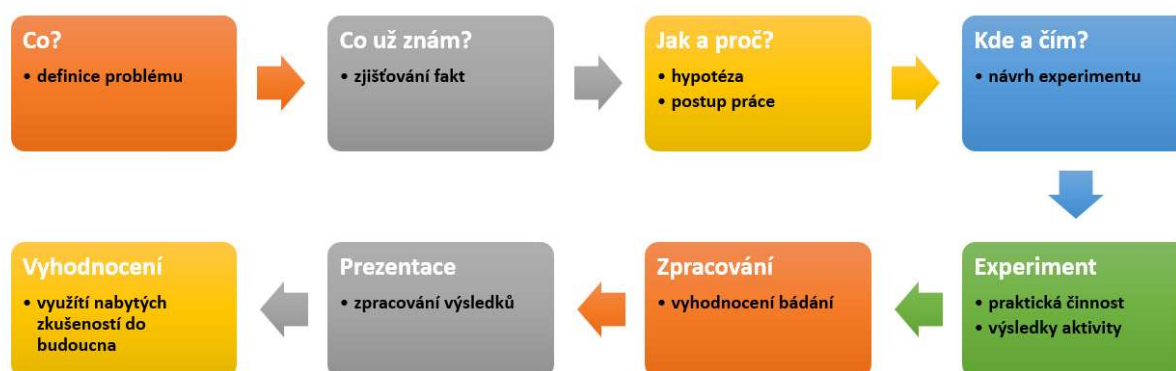 Co?
• definice problému
Co už znám?
• zjišťování fakt
Jak a proč?
• hypotéza
• postup práce
Kde a čím?
• návrh experimentu
Experiment
• praktická činnost
• výsledky aktivity
Zpracování
• vyhodnocení bádání
Prezentace
• zpracování výsledků
Vyhodnocení
• využítí nabytých
zkušeností do
budoucna